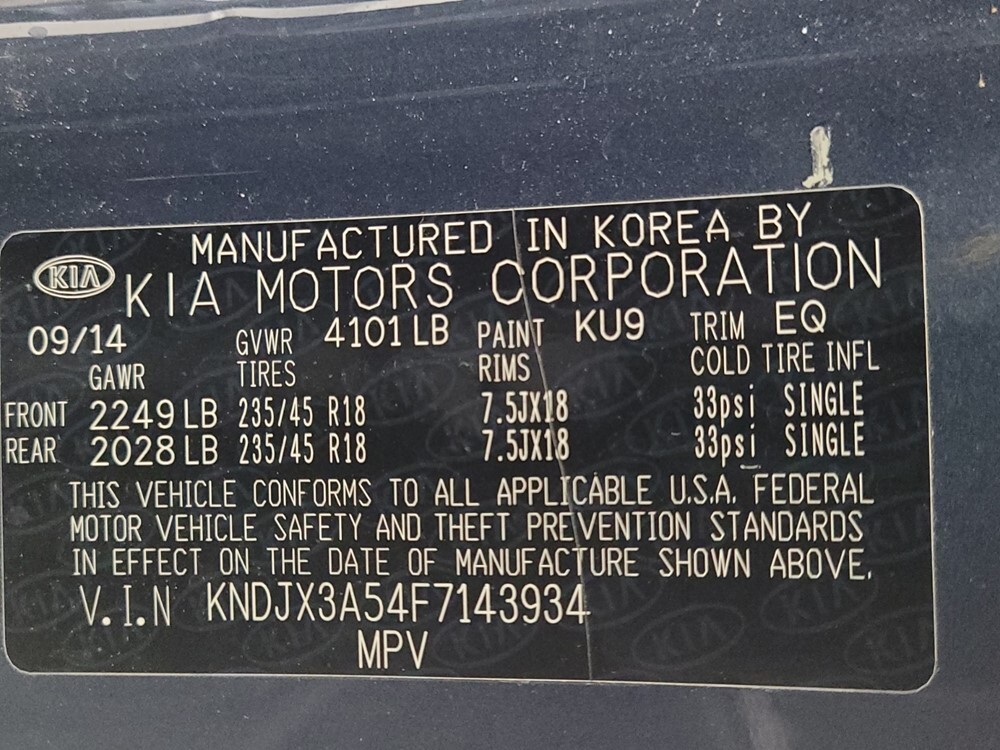 MANUFACTURED IN KOREA BY
KIA KIA MOTORS CORPORATION
09/14 GVWR 4101 LB PAINT KU9 TRIM EQ
GAWR TIRES RIMS COLD TIRE INFL
FRONT 2249 LB 235/45 R18 7.5JX18 33psi SINGLE
REAR 2028 LB 235/45 R18 7.5JX18 33psi SINGLE
THIS VEHICLE CONFORMS TO ALL APPLICABLE U.S.A. FEDERAL
MOTOR VEHICLE SAFETY AND THEFT PREVENTION STANDARDS
IN EFFECT ON THE DATE OF MANUFACTURE SHOWN ABOVE.
V.I.N KNDJX3A54F7143934
MPV